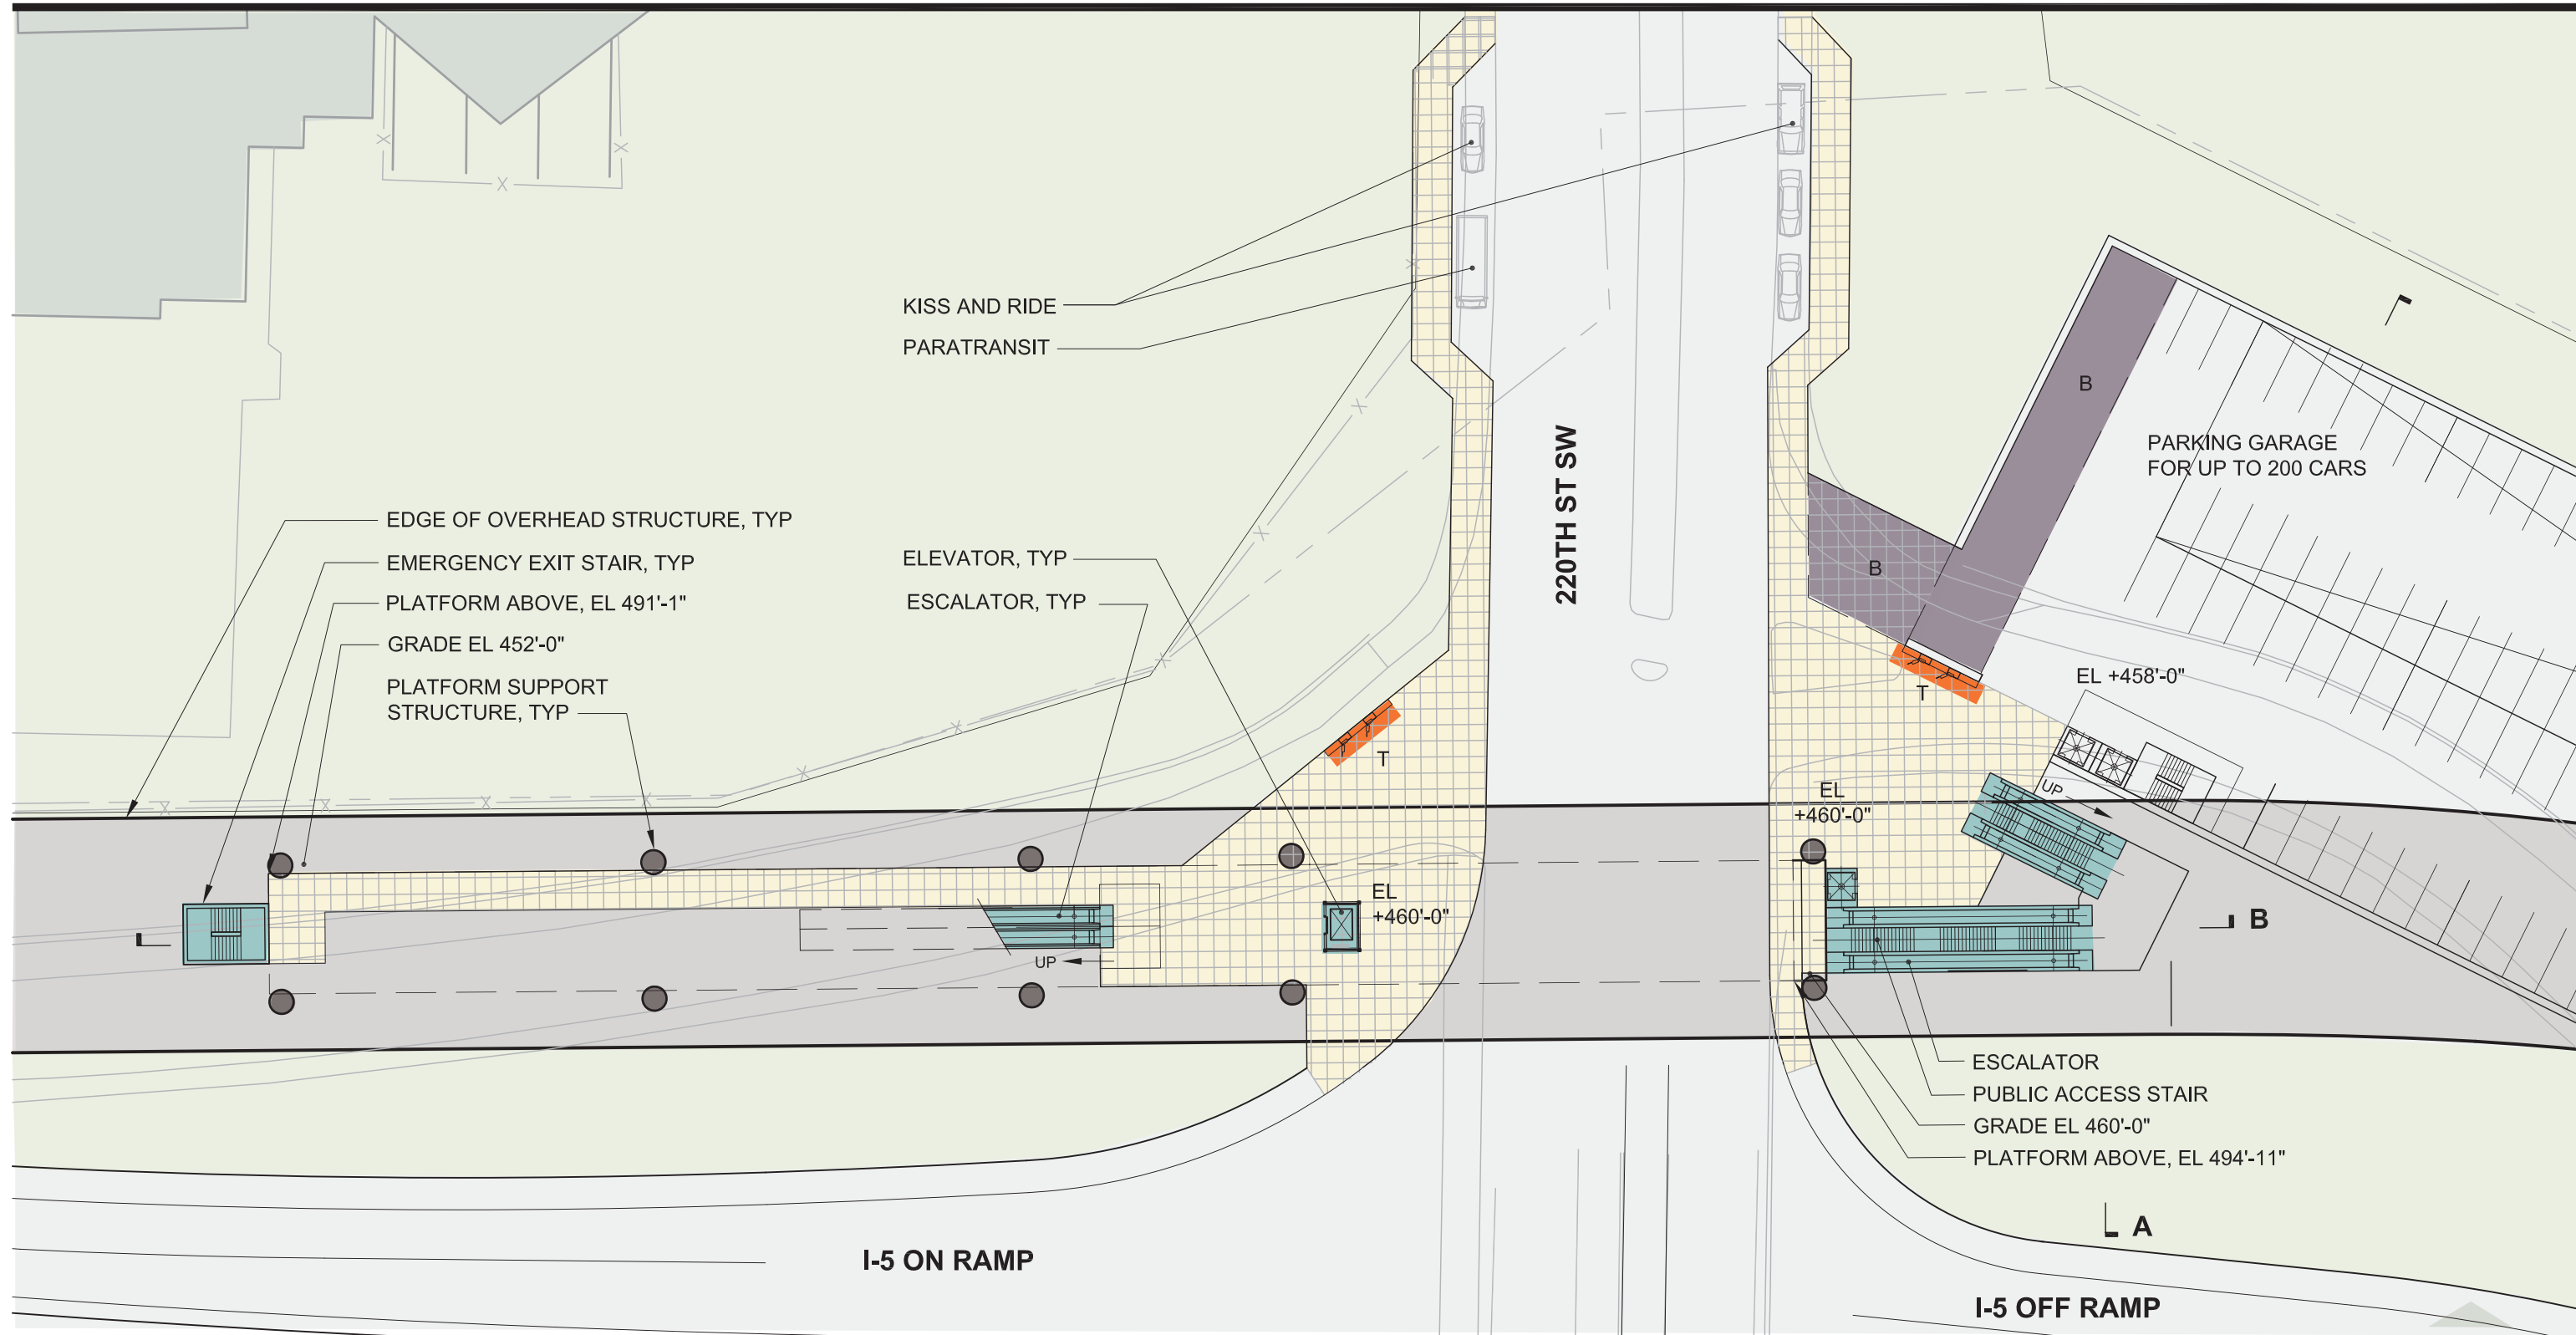 KISS AND RIDE
PARATRANSIT
220TH ST SW
B
PARKING GARAGE
FOR UP TO 200 CARS
B
EDGE OF OVERHEAD STRUCTURE, TYP
EMERGENCY EXIT STAIR, TYP
PLATFORM ABOVE, EL 491'-1"
GRADE EL 452'-0"
PLATFORM SUPPORT
STRUCTURE, TYP
ELEVATOR, TYP
ESCALATOR, TYP
T
T
EL +458'-0"
UP
EL
+460'-0"
EL
+460'-0"
UP
B
ESCALATOR
PUBLIC ACCESS STAIR
GRADE EL 460'-0"
PLATFORM ABOVE, EL 494'-11"
A
I-5 ON RAMP
I-5 OFF RAMP